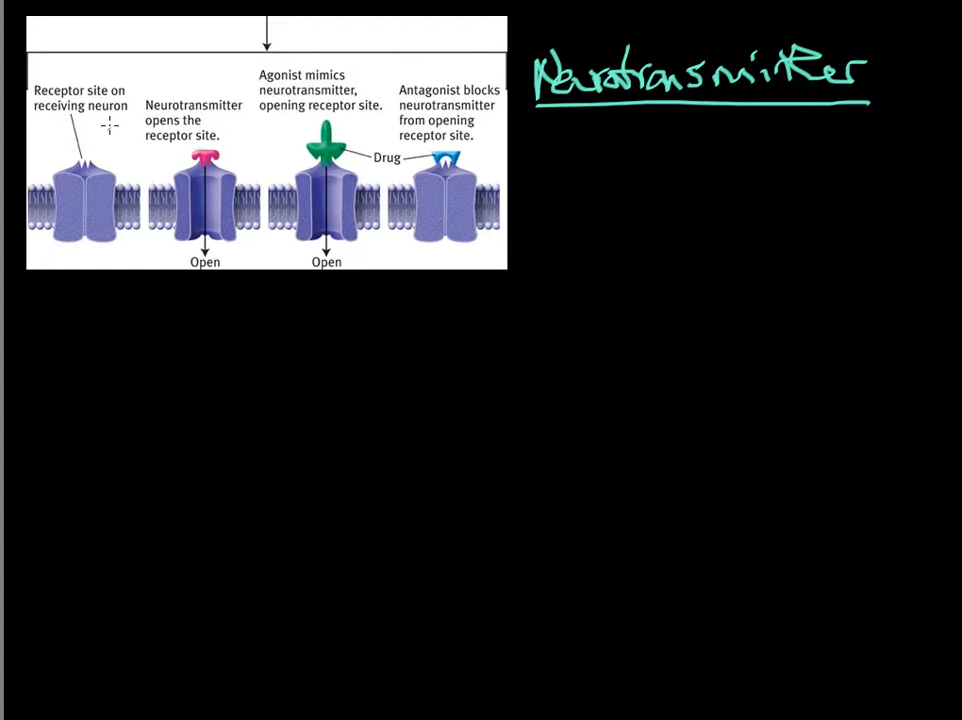 Receptor site on
receiving neuron
Neurotransmitter
opens the
receptor site.
Agonist mimics
neurotransmitter,
opening receptor site.
Antagonist blocks
neurotransmitter
from opening
receptor site.
Drug
Open
Open
Neurotransmitter